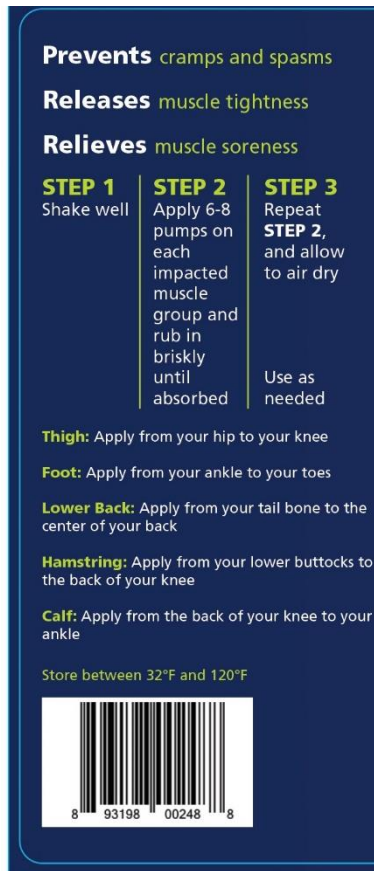 Prevents cramps and spasms
Releases muscle tightness
Relieves muscle soreness
STEP 1
Shake well
STEP 2
Apply 6-8
pumps on
each
impacted
muscle
group and
rub in
briskly
until
absorbed
STEP 3
Repeat
STEP 2,
and allow
to air dry
Use as
needed
Thigh: Apply from your hip to your knee
Foot: Apply from your ankle to your toes
Lower Back: Apply from your tail bone to the
center of your back
Hamstring: Apply from your lower buttocks to
the back of your knee
Calf: Apply from the back of your knee to your
ankle
Store between 32°F and 120°F
8 93198 00248 8